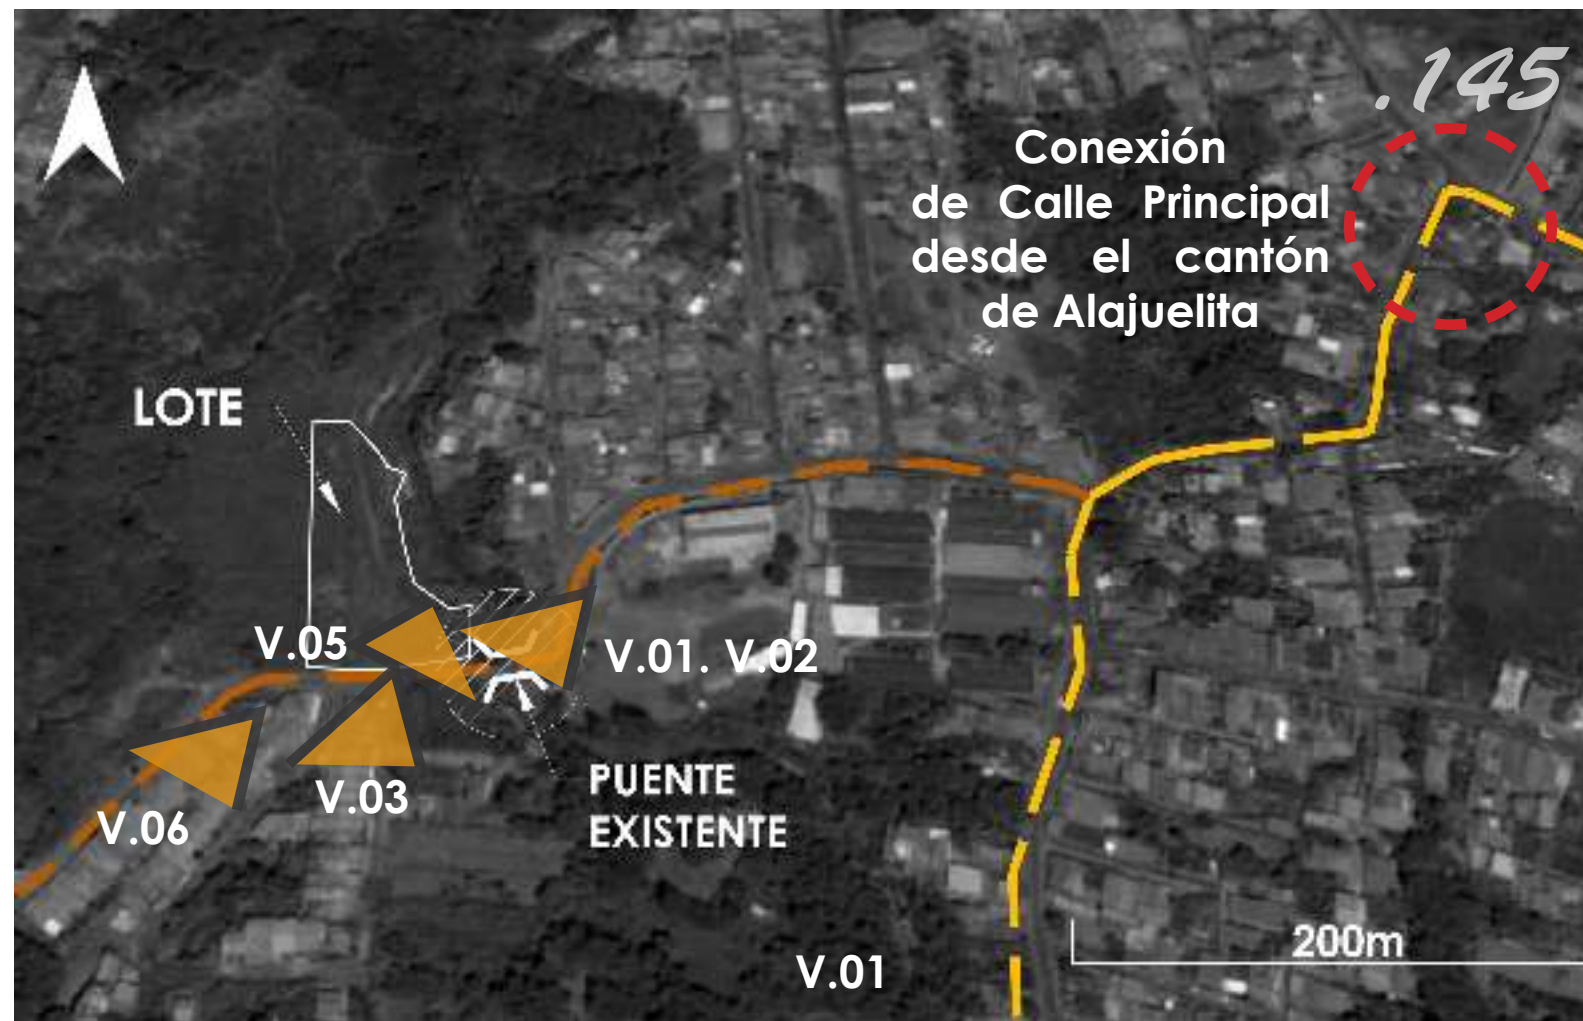 .145
Conexión
de Calle Principal
desde el cantón
de Alajuelita
LOTE
V.05
V.01. V.02
V.03
V.06
PUENTE
EXISTENTE
200m
V.01